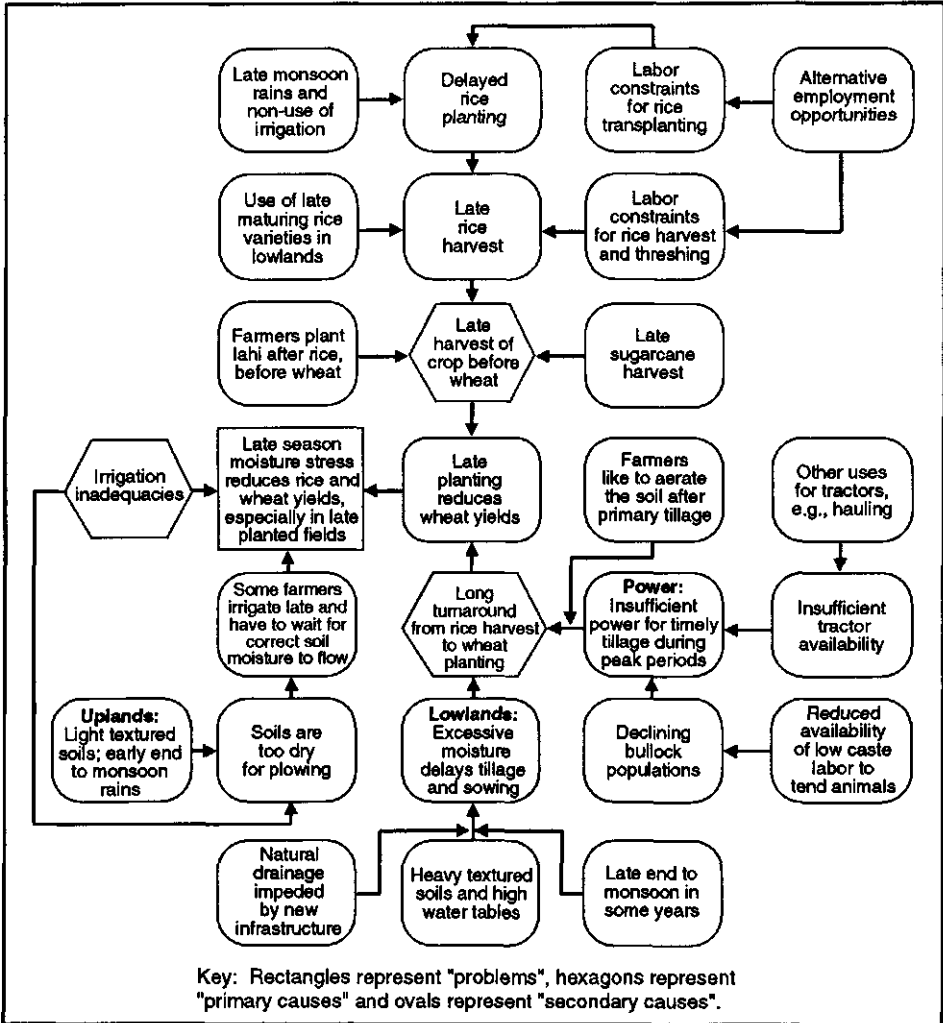 Late monsoon
rains and
non-use of
irrigation
Delayed
rice
planting
Labor
constraints
for rice
transplanting
Alternative
employment
opportunities
Use of late
maturing rice
varieties in
lowlands
Late
rice
harvest
Labor
constraints
for rice harvest
and threshing
Farmers plant
lahi after rice,
before wheat
Late
harvest of
crop before
wheat
Late
sugarcane
harvest
Irrigation
inadequacies
Late season
moisture stress
reduces rice and
wheat yields,
especially in late
planted fields
Late
planting
reduces
wheat yields
Farmers
like to aerate
the soil after
primary tillage
Other uses
for tractors,
e.g., hauling
Some farmers
irrigate late and
have to wait for
correct soil
moisture to flow
Long
turnaround
from rice harvest
to wheat
planting
Power:
Insufficient
power for timely
tillage during
peak periods
Insufficient
tractor
availability
Uplands:
Light textured
soils; early end
to monsoon
rains
Soils are
too dry
for plowing
Lowlands:
Excessive
moisture
delays tillage
and sowing
Declining
bullock
populations
Reduced
availability
of low caste
labor to
tend animals
Natural
drainage
impeded
by new
infrastructure
Heavy textured
soils and high
water tables
Late end to
monsoon in
some years
Key: Rectangles represent "problems", hexagons represent
"primary causes" and ovals represent "secondary causes".